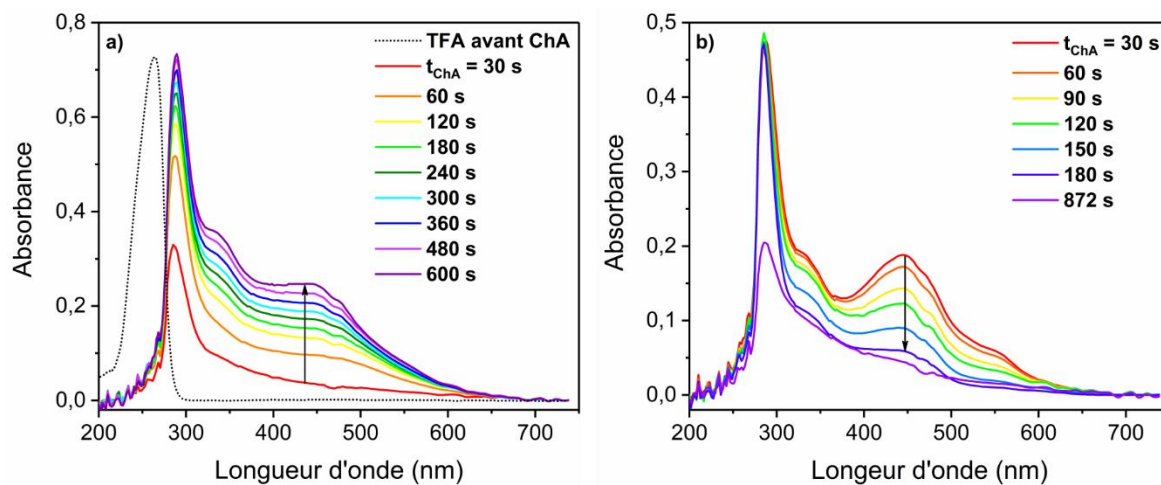 a)
TFA avant ChA
t_ChA = 30 s
60 s
120 s
180 s
240 s
300 s
360 s
480 s
600 s
0,8
0,6
0,4
0,2
0,0
Absorbance
200 300 400 500 600 700
Longueur d'onde (nm)
b)
t_ChA = 30 s
60 s
90 s
120 s
150 s
180 s
872 s
0,5
0,4
0,3
0,2
0,1
0,0
Absorbance
200 300 400 500 600 700
Longueur d'onde (nm)